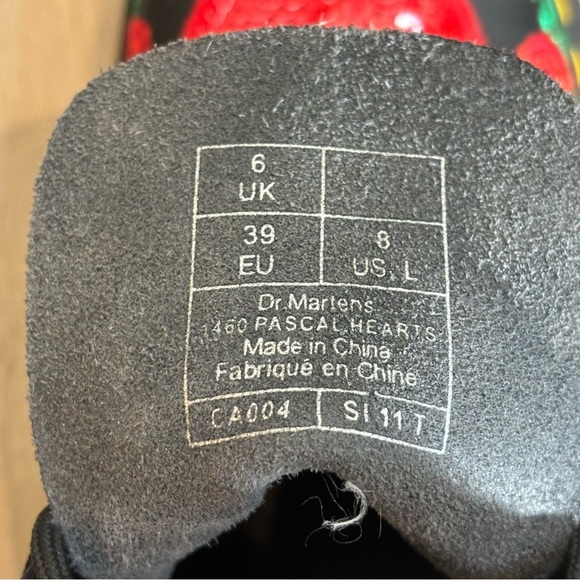 6
UK
39
EU
8
US, L
Dr.Martens
1460 PASCAL HEARTS
Made in China
Fabriqué en Chine
CA004
SI 11 T